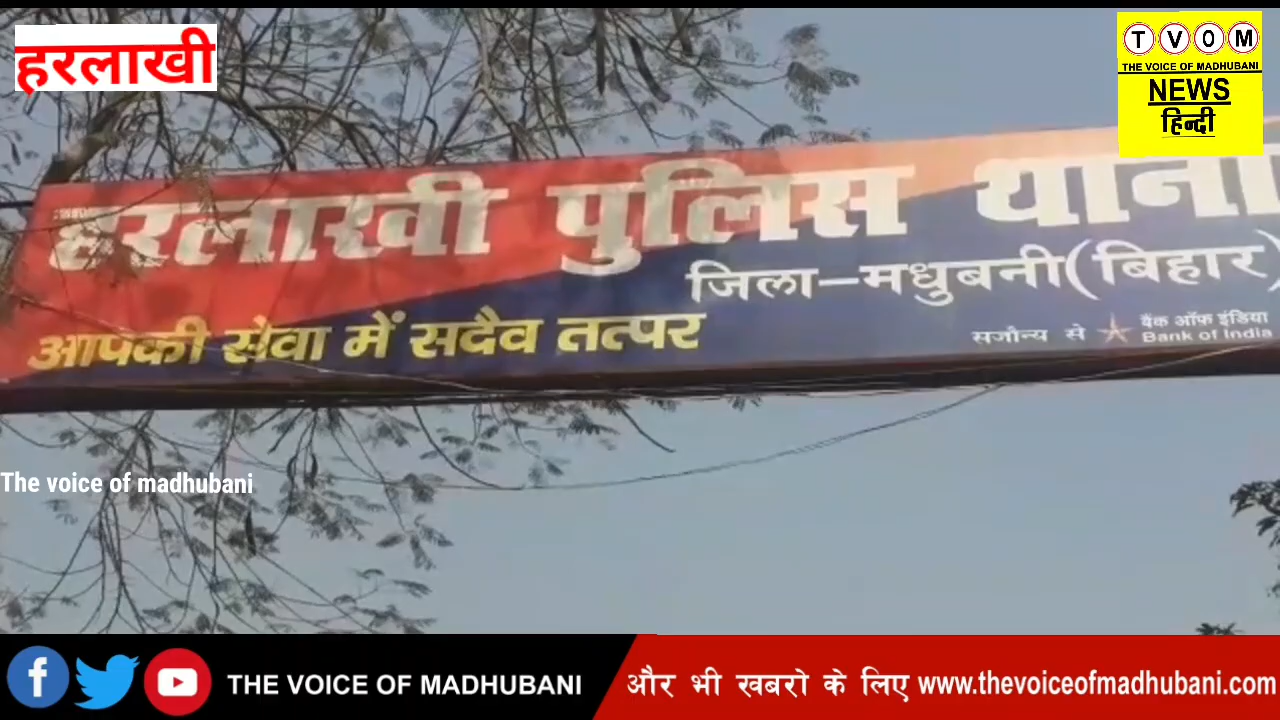 हरलाखी
T V O M
THE VOICE OF MADHUBANI
NEWS
हिन्दी
हरलाखी पुलिस थाना
जिला-मधुबनी(बिहार)
आपकी सेवा में सदैव तत्पर
सजौन्य से बैंक ऑफ इंडिया
Bank of India
The voice of madhubani
THE VOICE OF MADHUBANI
और भी खबरो के लिए www.thevoiceofmadhubani.com